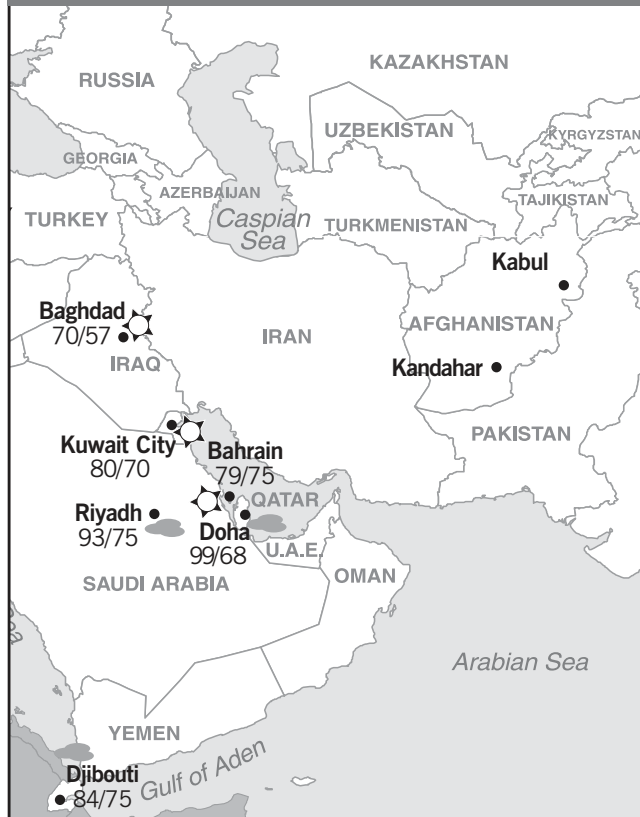 KAZAKHSTAN
RUSSIA
UZBEKISTAN
KYRGYZSTAN
GEORGIA
AZERBAIJAN
TAJIKISTAN
TURKEY
Caspian
Sea
TURKMENISTAN
Kabul
Baghdad
70/57
IRAN
AFGHANISTAN
IRAQ
Kandahar
PAKISTAN
Kuwait City
80/70
Bahrain
79/75
QATAR
Riyadh
93/75
Doha
99/68
U.A.E.
SAUDI ARABIA
OMAN
Arabian Sea
YEMEN
Gulf of Aden
Djibouti
84/75